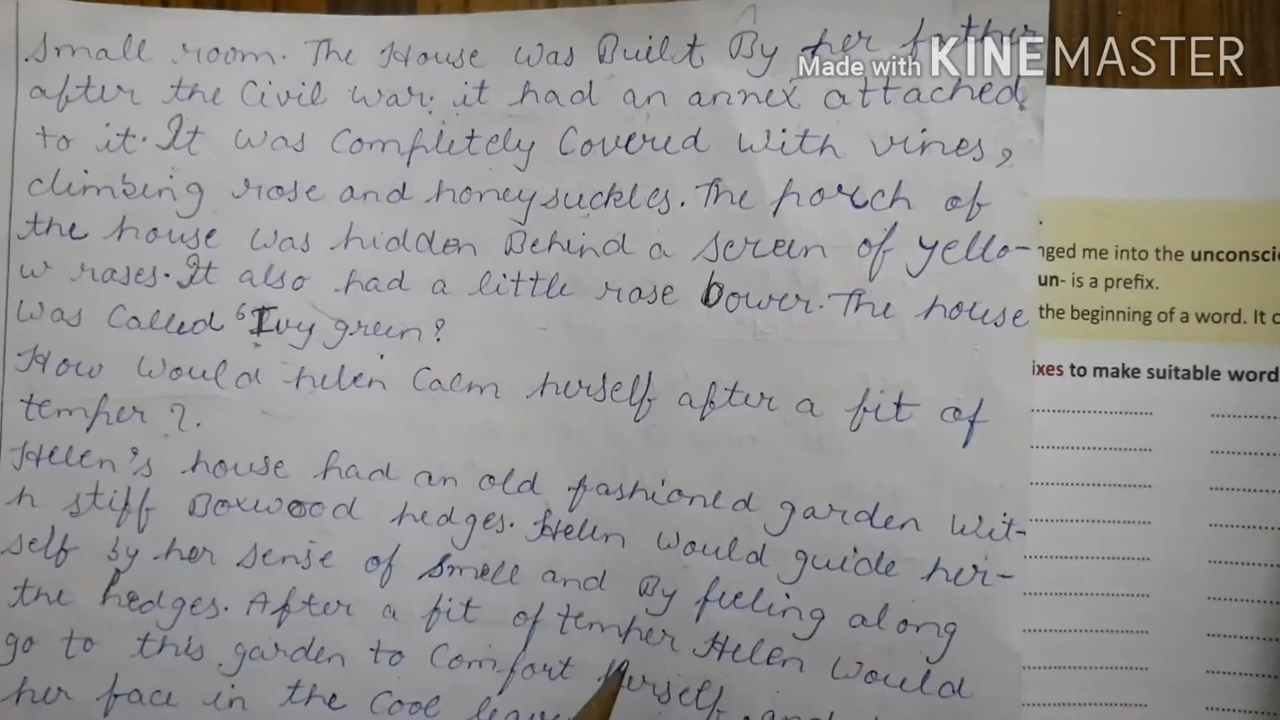 Small room. The House was Built By her father
Made with KINEMASTER
after the Civil war. it had an annex attached
to it. It was Completely Covered with vines,
climbing rose and honeysuckles. The porch of
the house was hidden Behind a screen of yello-
w rases. It also had a little rose bower. The house
was called 'Ivy green?
How would helen Calm herself after a fit of
temper?.
Helen's house had an old fashioned garden wit-
h stiff Boxwood hedges. Helen would guide her-
self by her sense of smell and By feeling along
the hedges. After a fit of temper Helen would
go to this garden to Comfort herself and
her face in the Cool
nged me into the unconsci
un- is a prefix.
the beginning of a word. It c
ixes to make suitable word